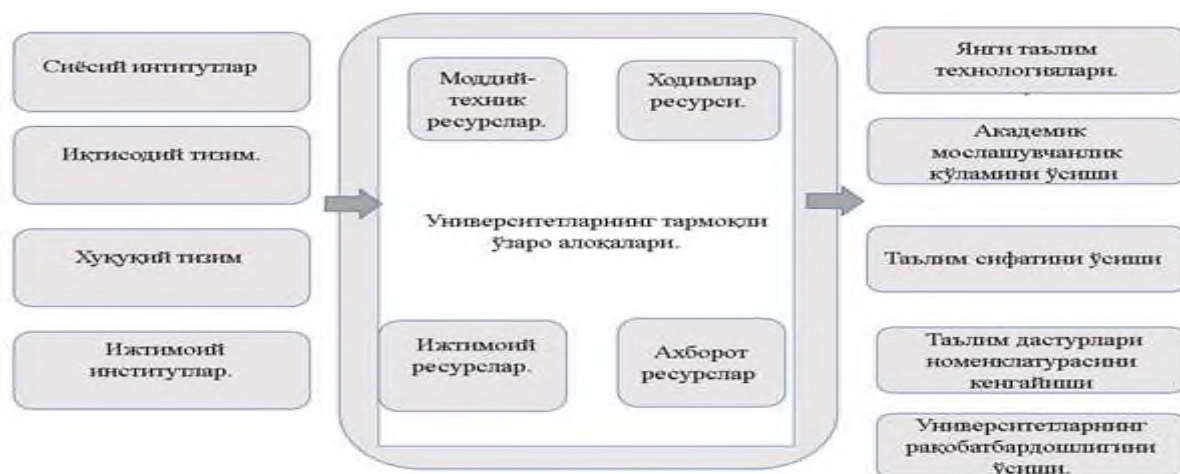 Сиёсий интитутлар
Иқтисодий тизим.
Хуқуқий тизим
Ижтимоий
институтлар.
Моддий-
техник
ресурслар.
Ходимлар
ресурси.
Университетларнинг тармоқли
ўзаро алоқалари.
Ижтимоий
ресурслар.
Ахборот
ресурслар
Янги таълим
технологиялари.
Академик
мослашувчанлик
кўламини ўсиши
Таълим сифатини ўсиши
Таълим дастурлари
номенклатурасини
кенгайиши
Университетларнинг
рақобатбардошлигини
ўсиши.